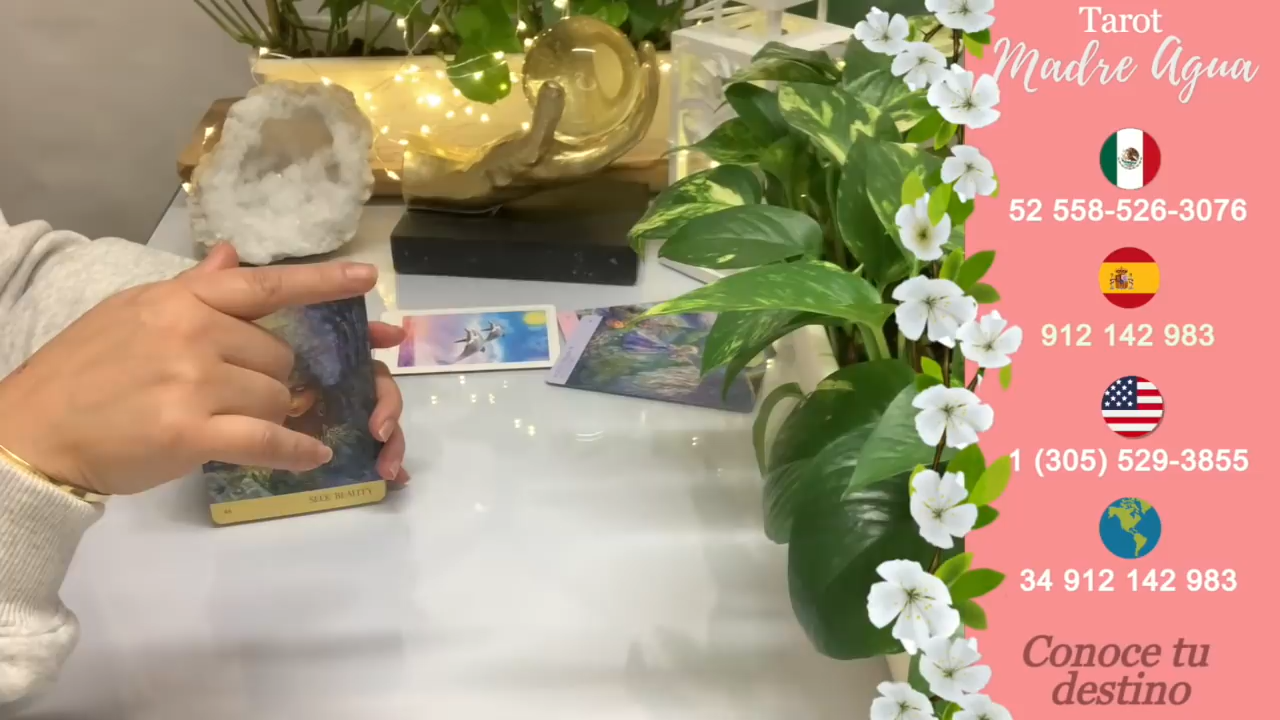 Tarot
Madre Agua
52 558-526-3076
912 142 983
1 (305) 529-3855
34 912 142 983
Conoce tu
destino
SEEK BEAUTY